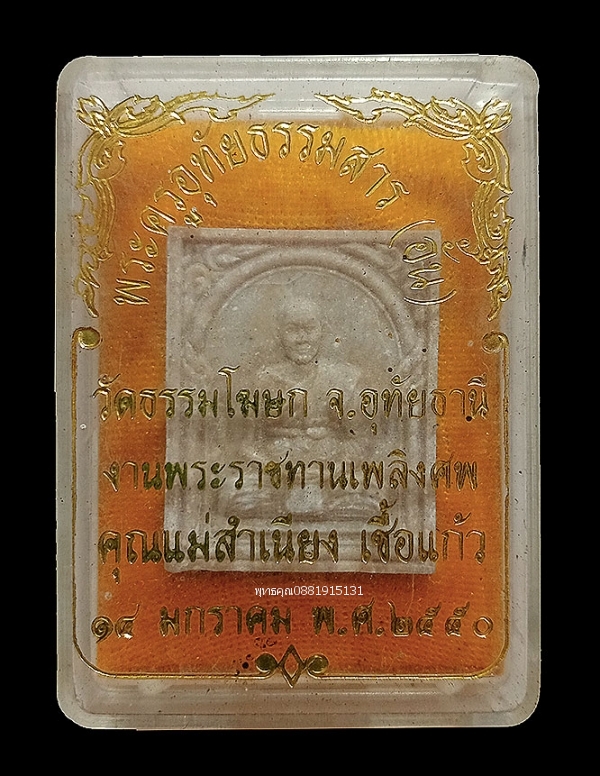 พระครูอุทัยธรรมสาร (อั๋น)
วัดธรรมโฆษก จ.อุทัยธานี
งานพระราชทานเพลิงศพ
คุณแม่สำเนียง เชื้อแก้ว
พุทธคุณ0881915131
๑๔ มกราคม พ.ศ.๒๕๕๐